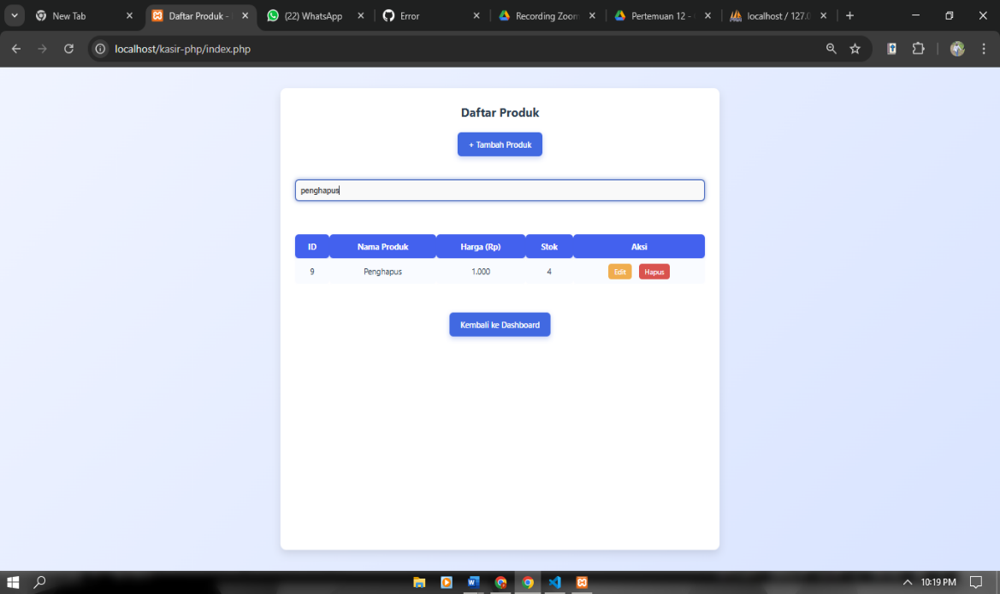 New Tab
Daftar Produk -
(22) WhatsApp
Error
Recording Zoom
Pertemuan 12 -
localhost / 127.0
localhost/kasir-php/index.php
Daftar Produk
+ Tambah Produk
penghapus
ID Nama Produk Harga (Rp) Stok Aksi
9 Penghapus 1.000 4 Edit Hapus
Kembali ke Dashboard
10:19 PM